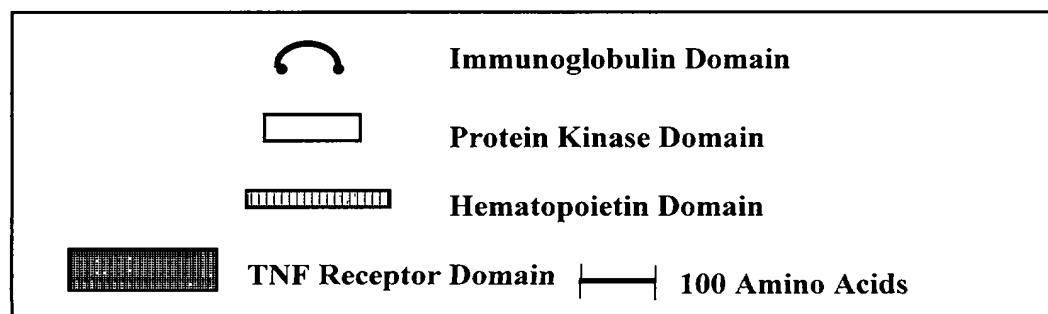 Immunoglobulin Domain
Protein Kinase Domain
Hematopoietin Domain
TNF Receptor Domain 100 Amino Acids